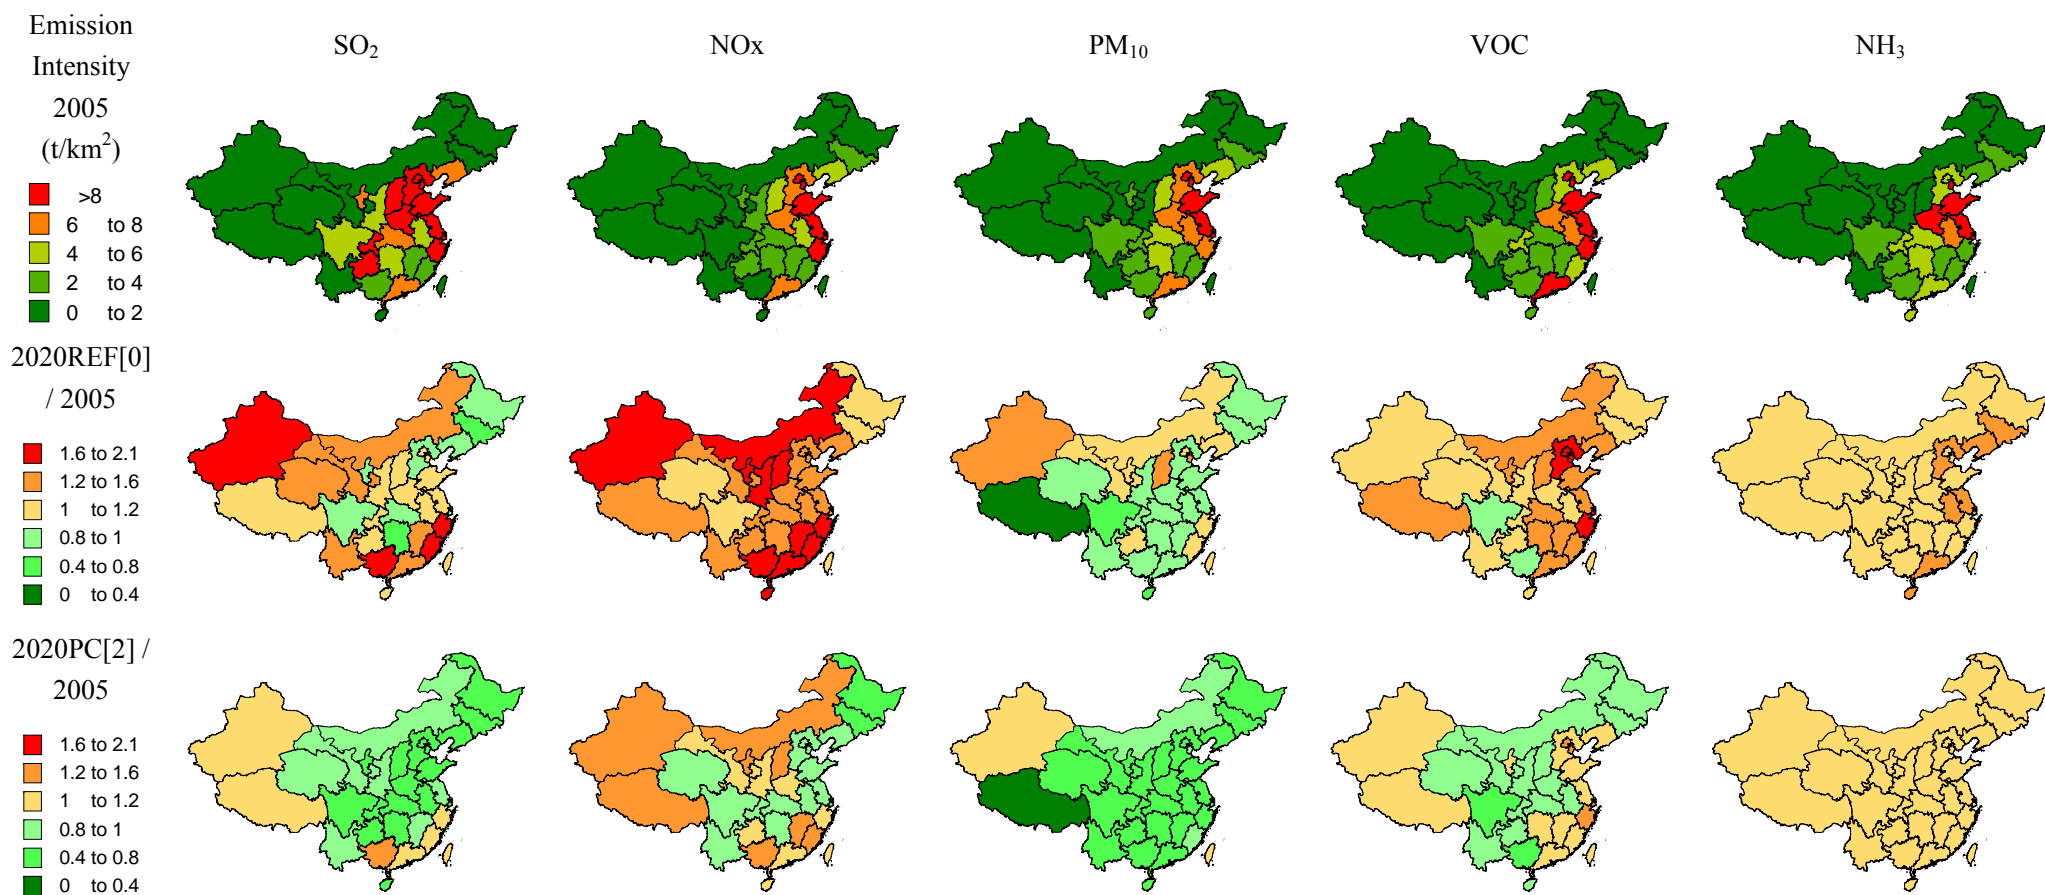 Emission
Intensity
2005
(t/km²)
SO₂
NOx
PM₁₀
VOC
NH₃
>8
6 to 8
4 to 6
2 to 4
0 to 2
2020REF[0]
/ 2005
1.6 to 2.1
1.2 to 1.6
1 to 1.2
0.8 to 1
0.4 to 0.8
0 to 0.4
2020PC[2] /
2005
1.6 to 2.1
1.2 to 1.6
1 to 1.2
0.8 to 1
0.4 to 0.8
0 to 0.4